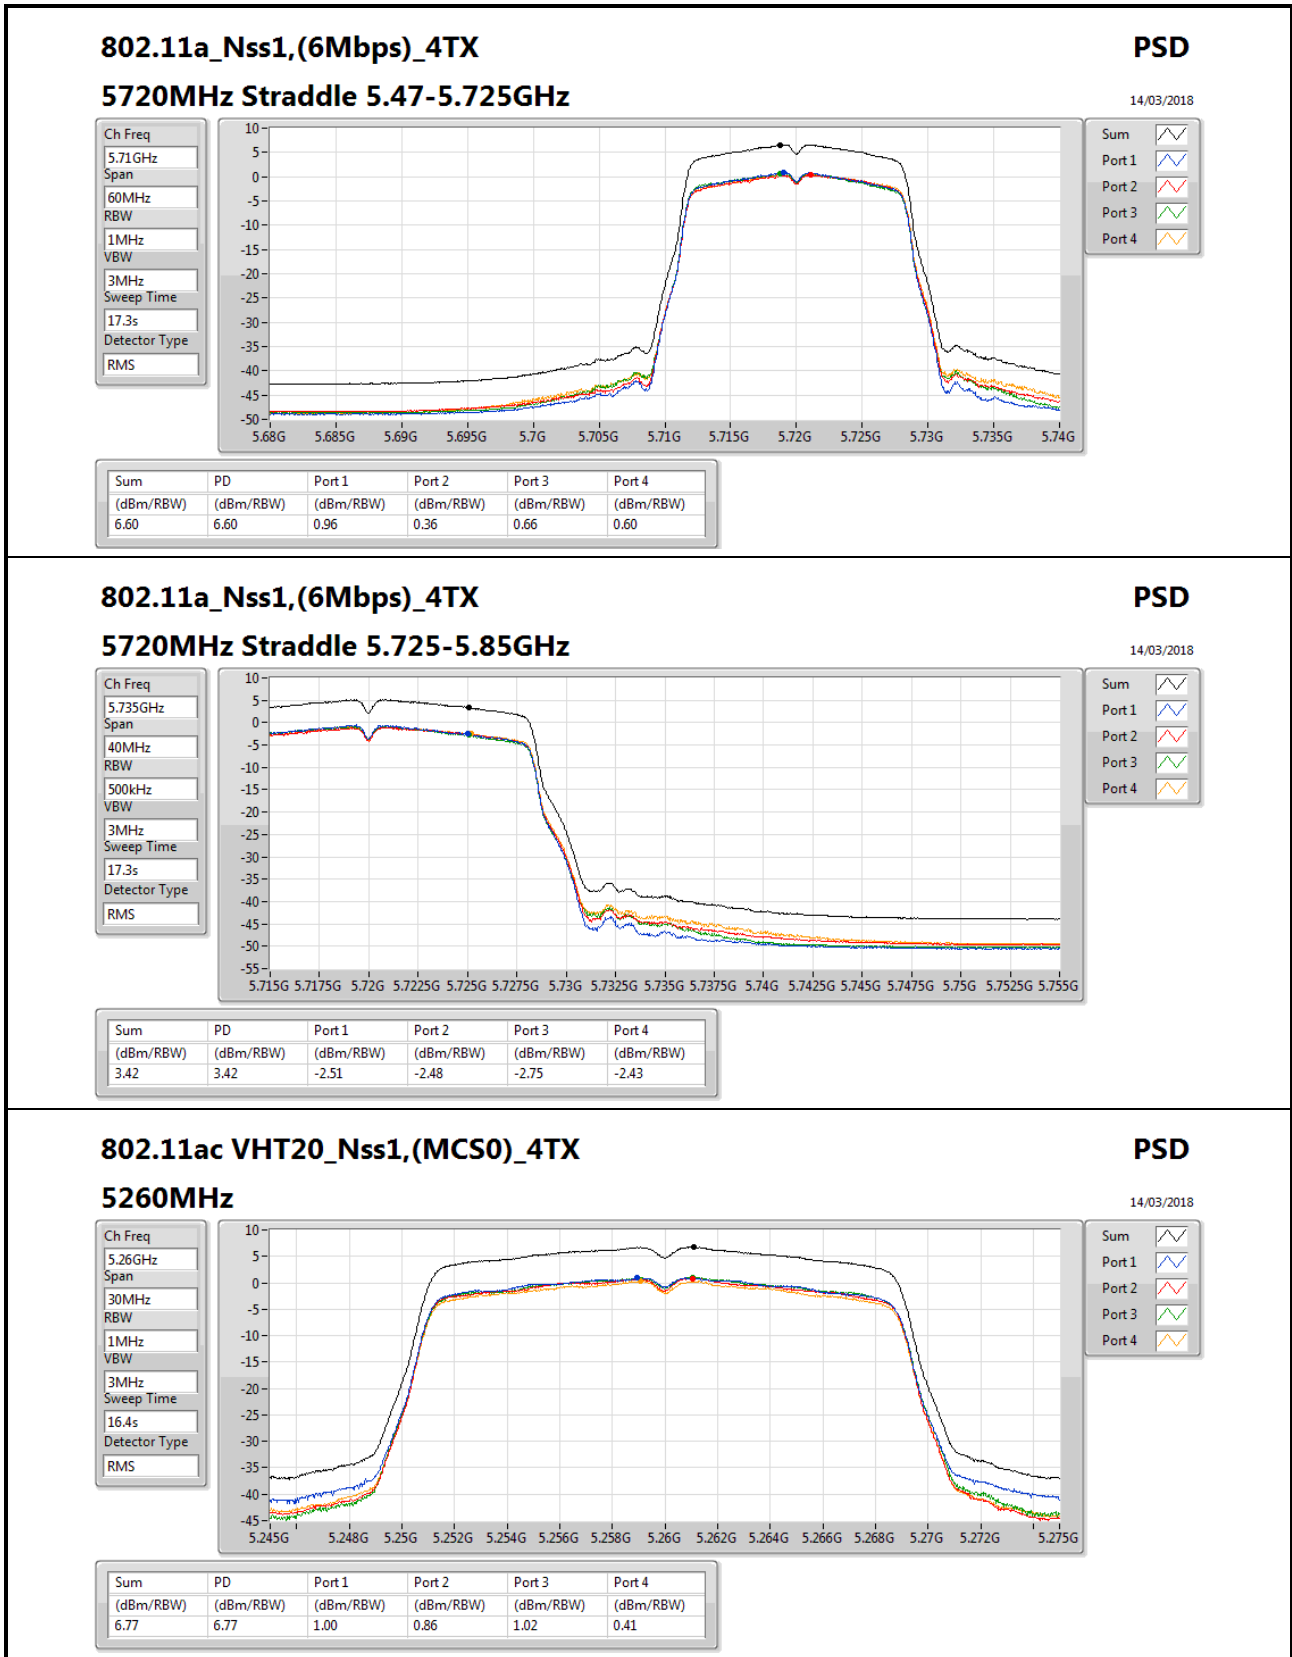 802.11a_Nss1,(6Mbps)_4TX
PSD
5720MHz Straddle 5.47-5.725GHz
14/03/2018
Ch Freq
5.71GHz
Span
60MHz
RBW
1MHz
VBW
3MHz
Sweep Time
17.3s
Detector Type
RMS
10
5
0
-5
-10
-15
-20
-25
-30
-35
-40
-45
-50
5.68G 5.685G 5.69G 5.695G 5.7G 5.705G 5.71G 5.715G 5.72G 5.725G 5.73G 5.735G 5.74G
Sum
Port 1
Port 2
Port 3
Port 4
Sum PD Port 1 Port 2 Port 3 Port 4
(dBm/RBW) (dBm/RBW) (dBm/RBW) (dBm/RBW) (dBm/RBW) (dBm/RBW)
6.60 6.60 0.96 0.36 0.66 0.60
802.11a_Nss1,(6Mbps)_4TX
PSD
5720MHz Straddle 5.725-5.85GHz
14/03/2018
Ch Freq
5.735GHz
Span
40MHz
RBW
500kHz
VBW
3MHz
Sweep Time
17.3s
Detector Type
RMS
10
5
0
-5
-10
-15
-20
-25
-30
-35
-40
-45
-50
-55
5.715G 5.7175G 5.72G 5.7225G 5.725G 5.7275G 5.73G 5.7325G 5.735G 5.7375G 5.74G 5.7425G 5.745G 5.7475G 5.75G 5.7525G 5.755G
Sum
Port 1
Port 2
Port 3
Port 4
Sum PD Port 1 Port 2 Port 3 Port 4
(dBm/RBW) (dBm/RBW) (dBm/RBW) (dBm/RBW) (dBm/RBW) (dBm/RBW)
3.42 3.42 -2.51 -2.48 -2.75 -2.43
802.11ac VHT20_Nss1,(MCS0)_4TX
PSD
5260MHz
14/03/2018
Ch Freq
5.26GHz
Span
30MHz
RBW
1MHz
VBW
3MHz
Sweep Time
16.4s
Detector Type
RMS
10
5
0
-5
-10
-15
-20
-25
-30
-35
-40
-45
5.245G 5.248G 5.25G 5.252G 5.254G 5.256G 5.258G 5.26G 5.262G 5.264G 5.266G 5.268G 5.27G 5.272G 5.275G
Sum
Port 1
Port 2
Port 3
Port 4
Sum PD Port 1 Port 2 Port 3 Port 4
(dBm/RBW) (dBm/RBW) (dBm/RBW) (dBm/RBW) (dBm/RBW) (dBm/RBW)
6.77 6.77 1.00 0.86 1.02 0.41